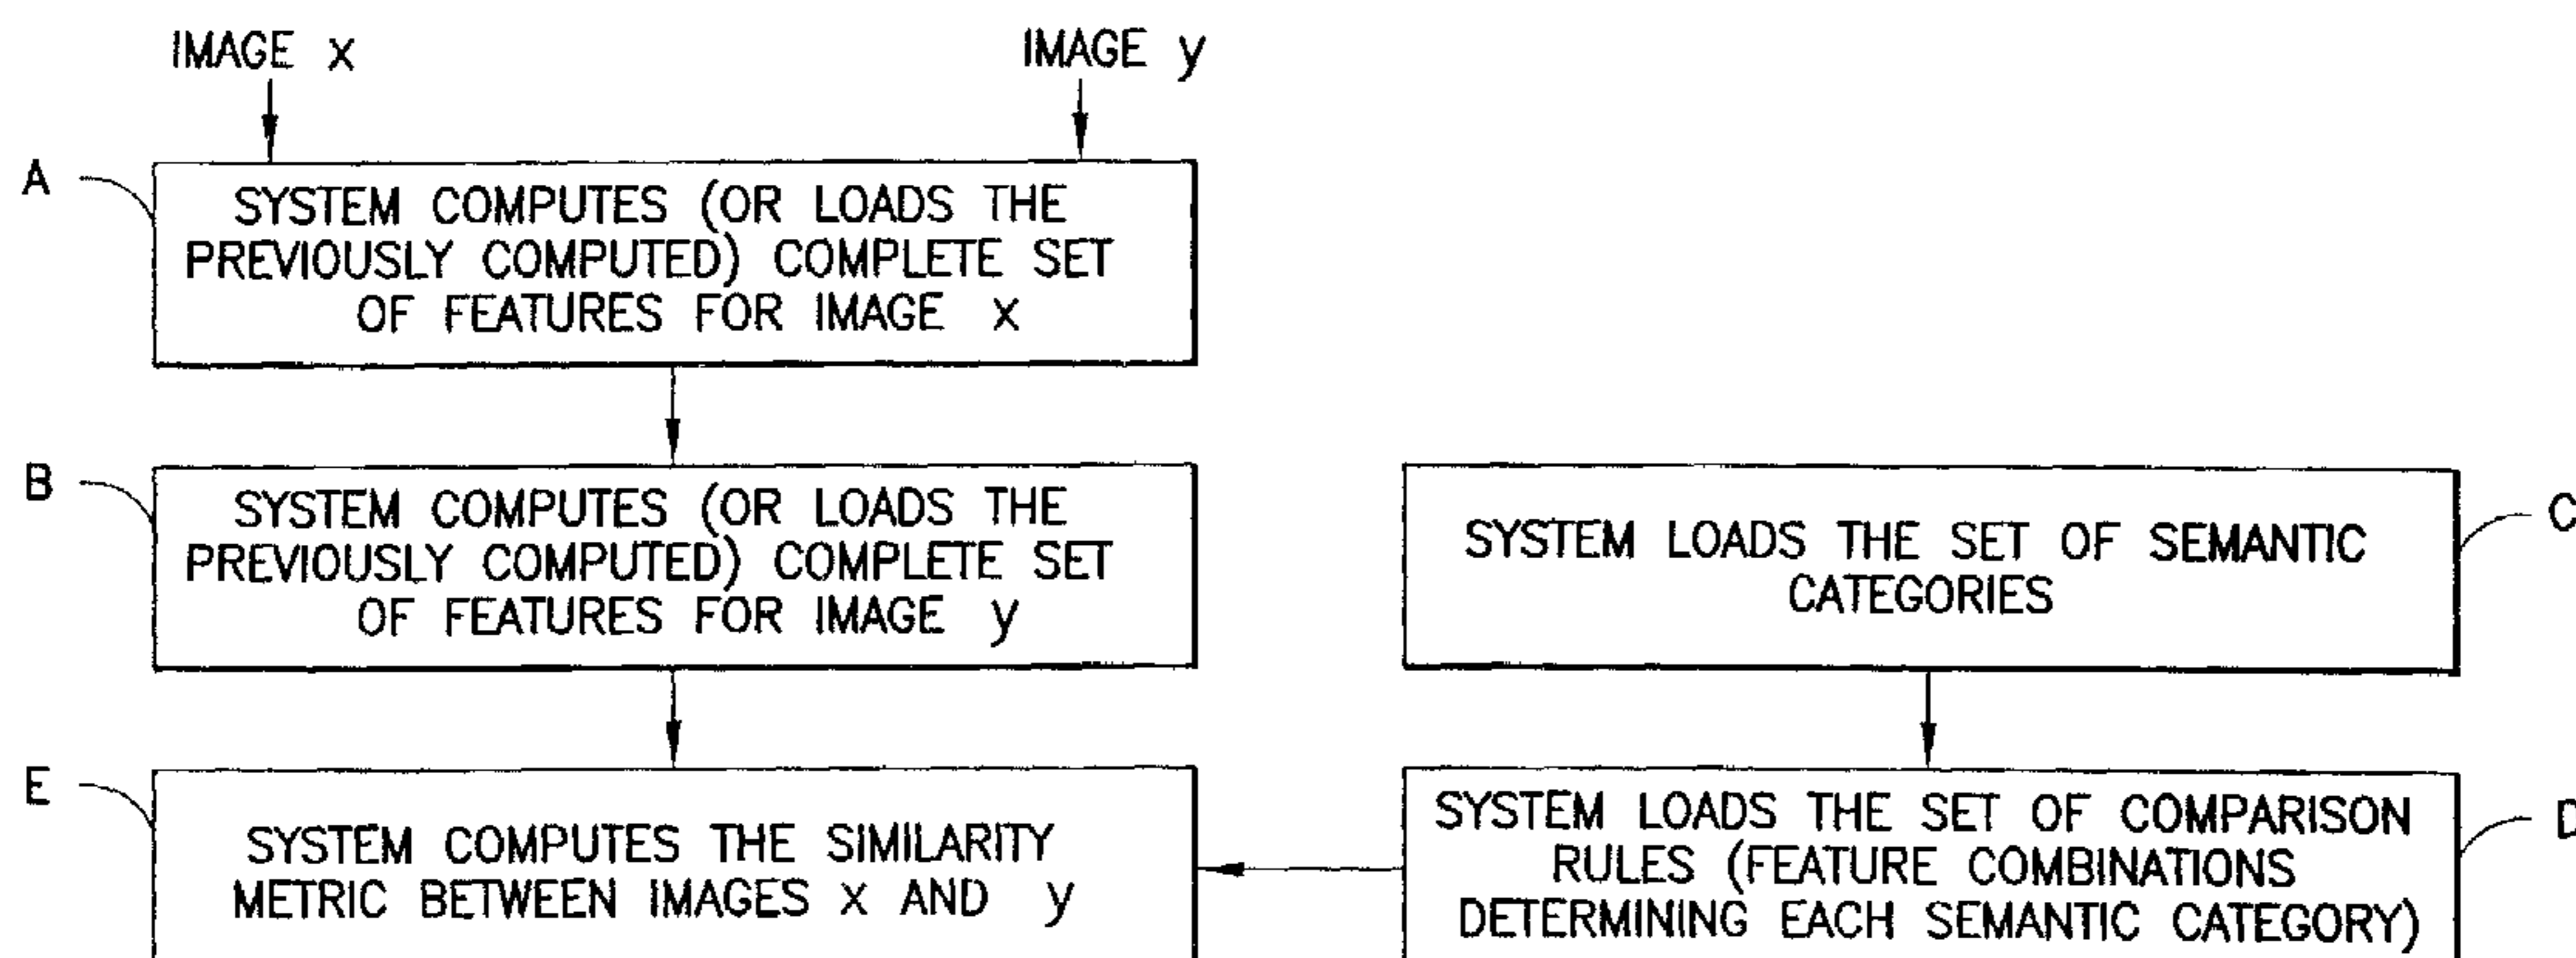 IMAGE x
IMAGE y
A
SYSTEM COMPUTES (OR LOADS THE
PREVIOUSLY COMPUTED) COMPLETE SET
OF FEATURES FOR IMAGE x
B
SYSTEM COMPUTES (OR LOADS THE
PREVIOUSLY COMPUTED) COMPLETE SET
OF FEATURES FOR IMAGE y
SYSTEM LOADS THE SET OF SEMANTIC
CATEGORIES
C
E
SYSTEM COMPUTES THE SIMILARITY
METRIC BETWEEN IMAGES x AND y
SYSTEM LOADS THE SET OF COMPARISON
RULES (FEATURE COMBINATIONS
DETERMINING EACH SEMANTIC CATEGORY)
D